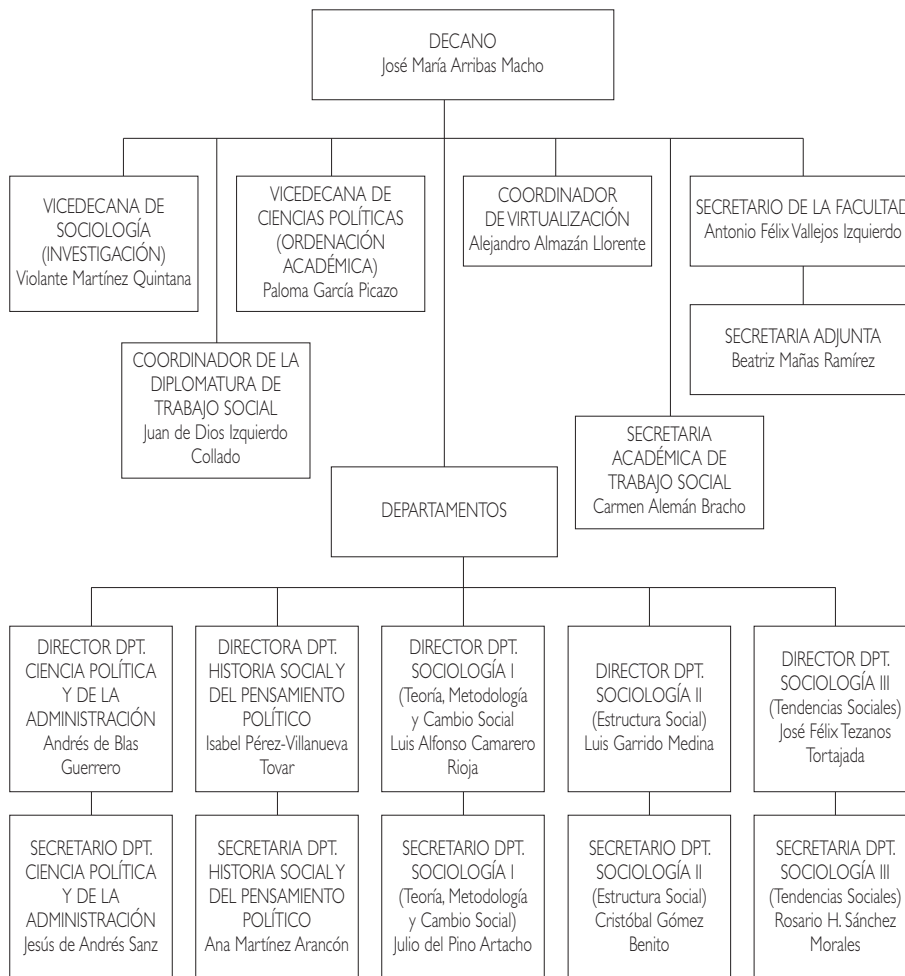 DECANO
José María Arribas Macho
VICEDECANA DE
SOCIOLOGÍA
(INVESTIGACIÓN)
Violante Martínez Quintana
VICEDECANA DE
CIENCIAS POLÍTICAS
(ORDENACIÓN
ACADÉMICA)
Paloma García Picazo
COORDINADOR
DE VIRTUALIZACIÓN
Alejandro Almazán Llorente
SECRETARIO DE LA FACULTAD
Antonio Félix Vallejos Izquierdo
COORDINADOR DE LA
DIPLOMATURA DE
TRABAJO SOCIAL
Juan de Dios Izquierdo
Collado
SECRETARIA ADJUNTA
Beatriz Mañas Ramírez
SECRETARIA
ACADÉMICA DE
TRABAJO SOCIAL
Carmen Alemán Bracho
DEPARTAMENTOS
DIRECTOR DPT.
CIENCIA POLÍTICA
Y DE LA
ADMINISTRACIÓN
Andrés de Blas
Guerrero
DIRECTORA DPT.
HISTORIA SOCIAL Y
DEL PENSAMIENTO
POLÍTICO
Isabel Pérez-Villanueva
Tovar
DIRECTOR DPT.
SOCIOLOGÍA I
(Teoría, Metodología
y Cambio Social
Luis Alfonso Camarero
Rioja
DIRECTOR DPT.
SOCIOLOGÍA II
(Estructura Social)
Luis Garrido Medina
DIRECTOR DPT.
SOCIOLOGÍA III
(Tendencias Sociales)
José Félix Tezanos
Tortajada
SECRETARIO DPT.
CIENCIA POLÍTICA
Y DE LA
ADMINISTRACIÓN
Jesús de Andrés Sanz
SECRETARIA DPT.
HISTORIA SOCIAL Y
DEL PENSAMIENTO
POLÍTICO
Ana Martínez Arancón
SECRETARIO DPT.
SOCIOLOGÍA I
(Teoría, Metodología
y Cambio Social)
Julio del Pino Artacho
SECRETARIO DPT.
SOCIOLOGÍA II
(Estructura Social)
Cristóbal Gómez
Benito
SECRETARIA DPT.
SOCIOLOGÍA III
(Tendencias Sociales)
Rosario H. Sánchez
Morales